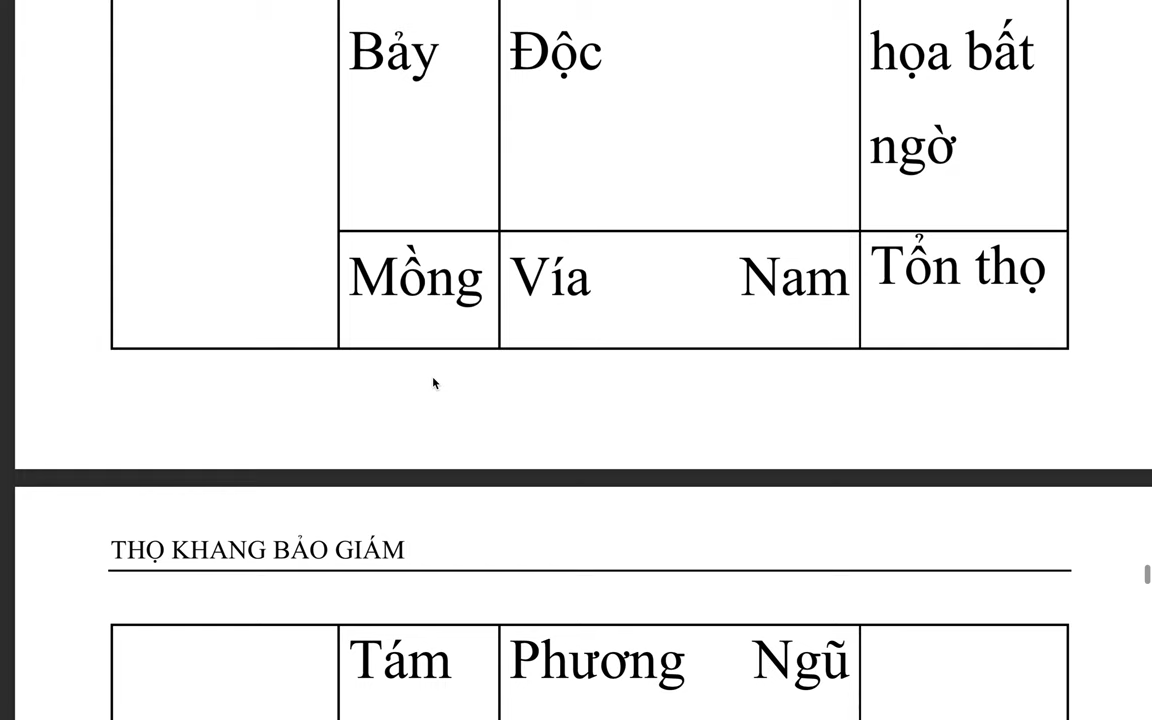 Bảy Độc họa bất
ngờ
Mồng Vía Nam Tổn thọ
THỌ KHANG BẢO GIÁM
Tám Phương Ngũ